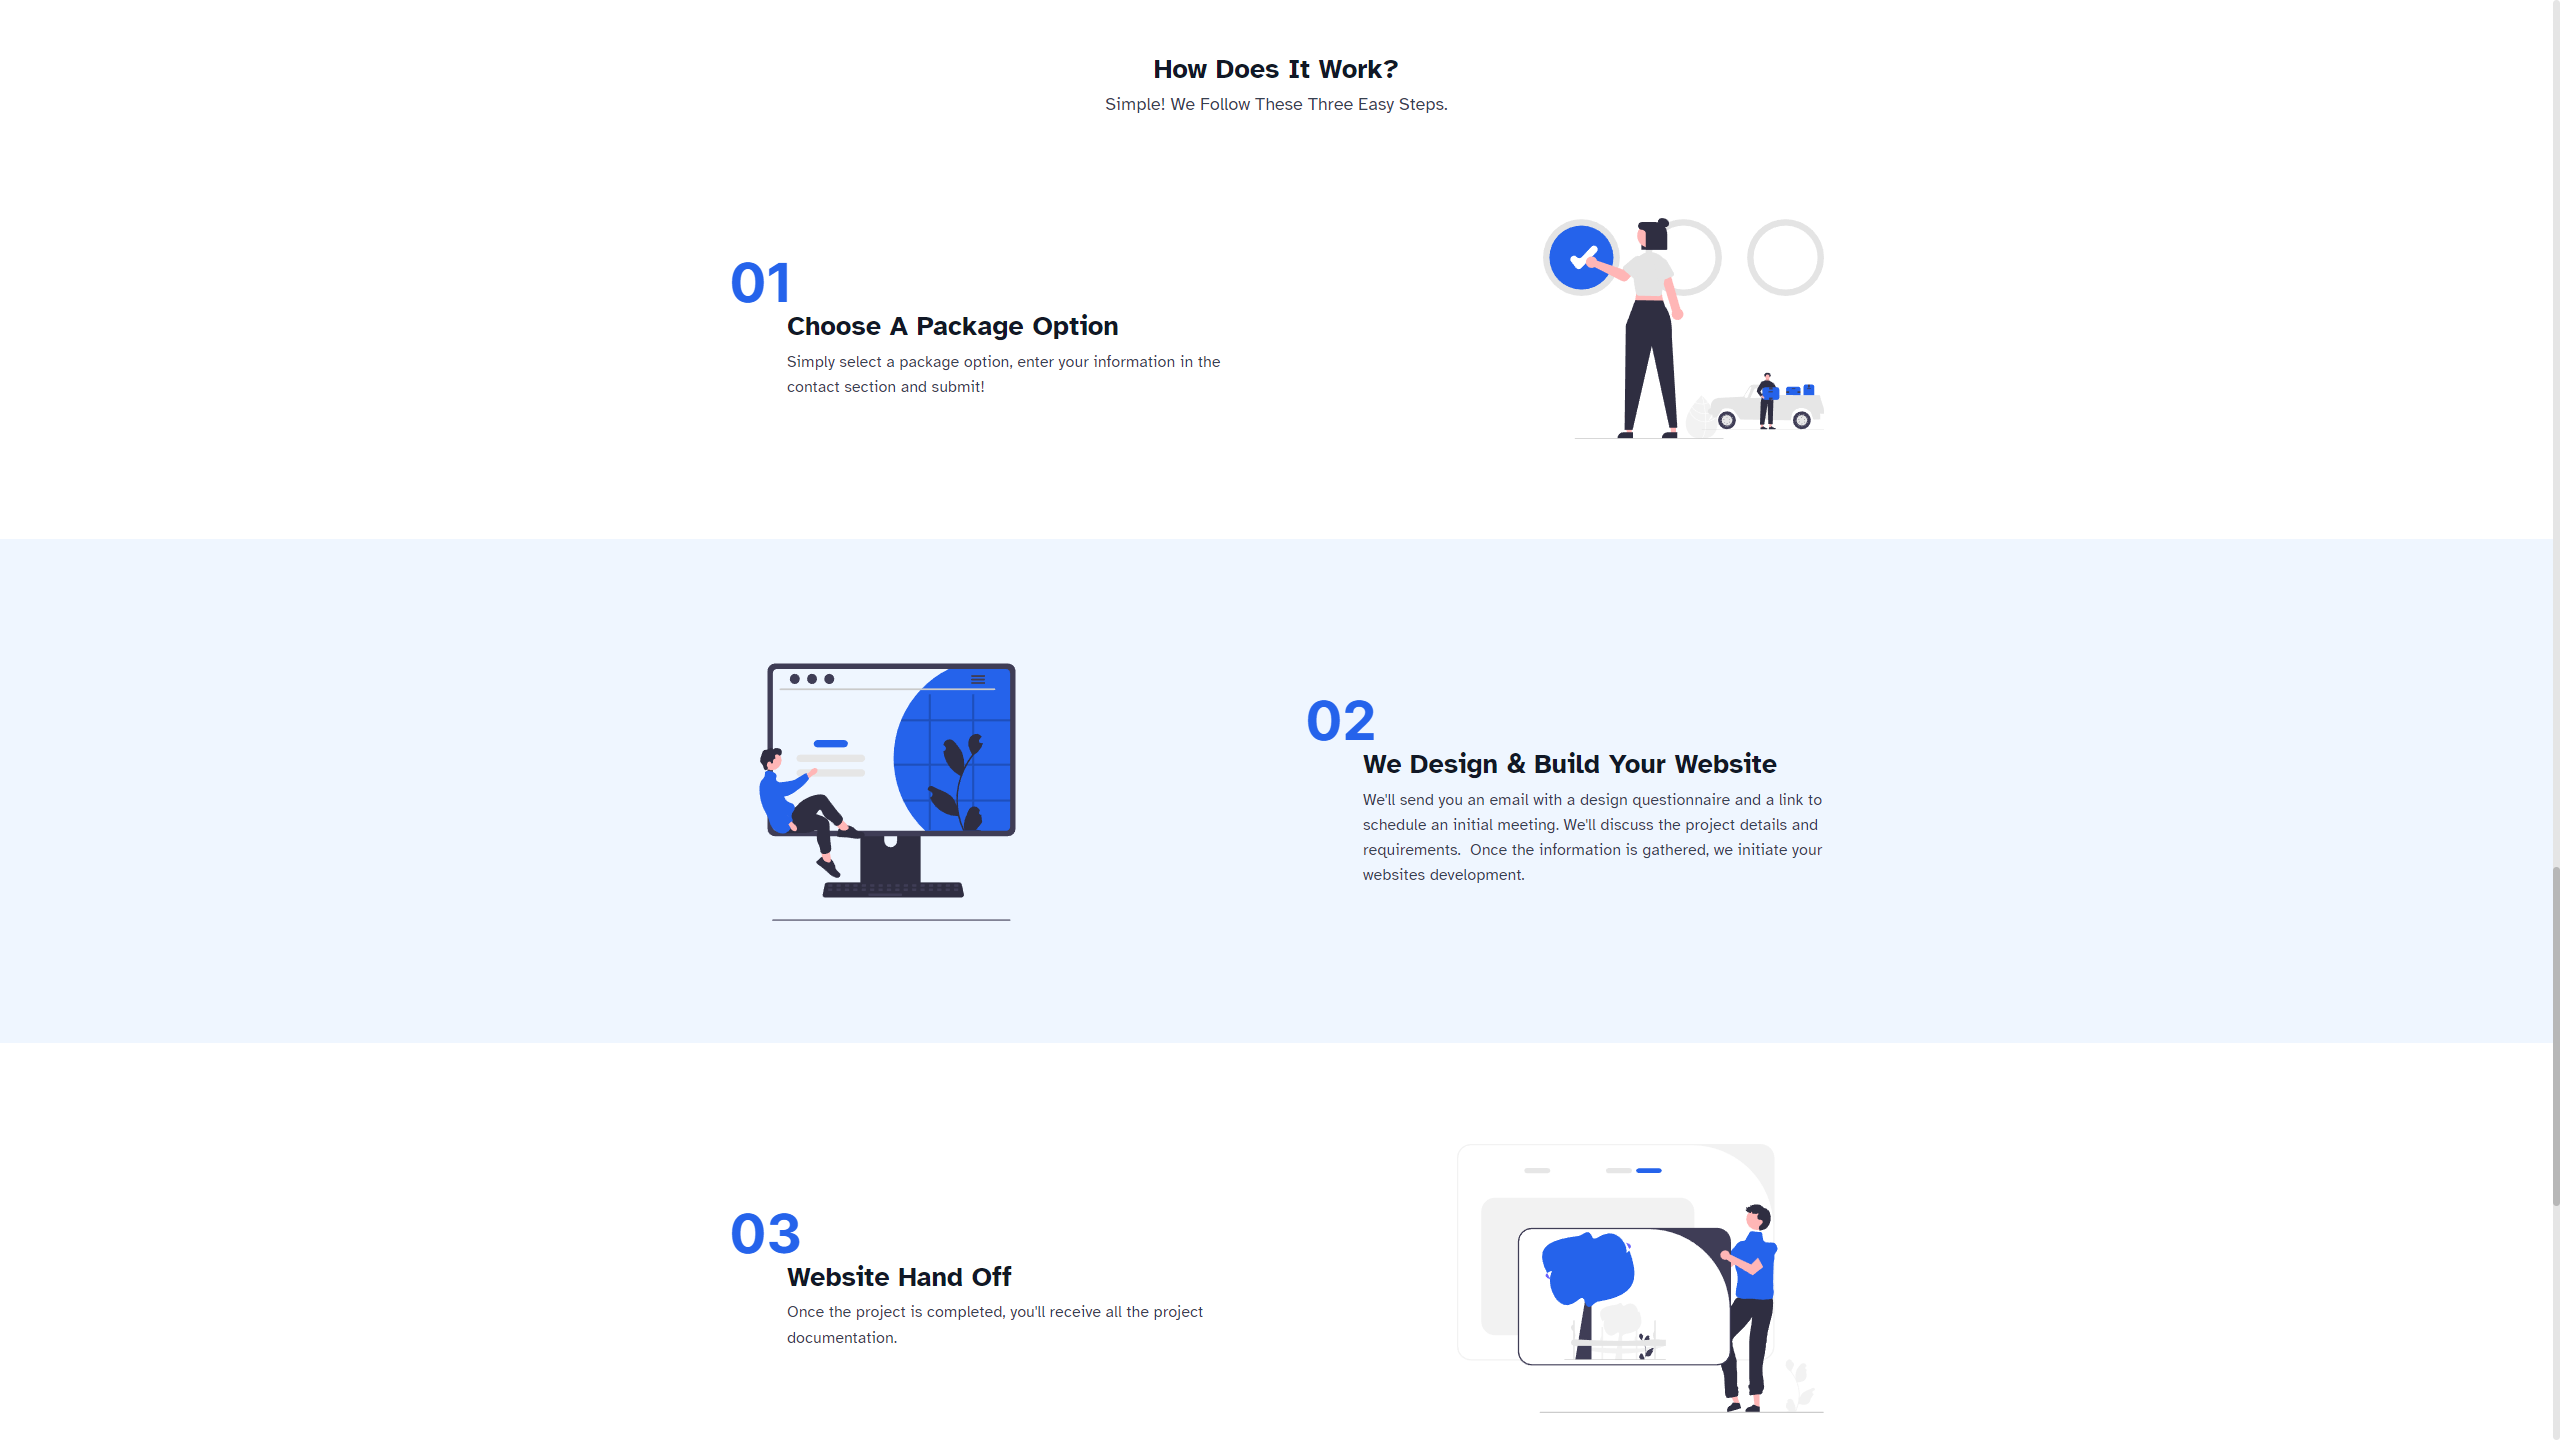 How Does It Work?
Simple! We Follow These Three Easy Steps.
01
Choose A Package Option
Simply select a package option, enter your information in the
contact section and submit!
02
We Design & Build Your Website
We'll send you an email with a design questionnaire and a link to
schedule an initial meeting. We'll discuss the project details and
requirements.  Once the information is gathered, we initiate your
websites development.
03
Website Hand Off
Once the project is completed, you'll receive all the project
documentation.